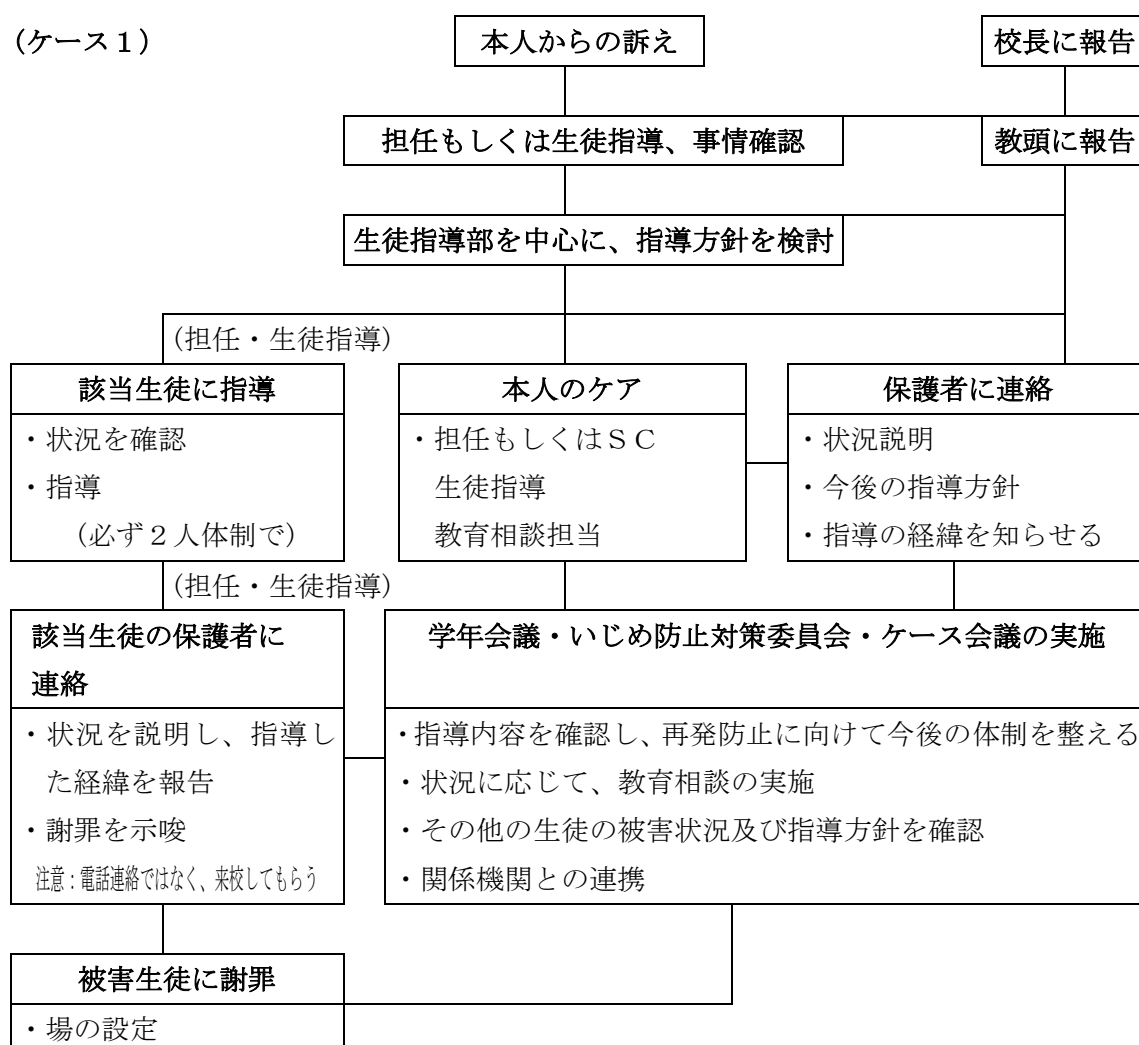 (ケース１)
本人からの訴え
校長に報告
担任もしくは生徒指導、事情確認
教頭に報告
生徒指導部を中心に、指導方針を検討
(担任・生徒指導)
該当生徒に指導
・状況を確認
・指導
(必ず２人体制で)
本人のケア
・担任もしくはＳＣ
生徒指導
教育相談担当
保護者に連絡
・状況説明
・今後の指導方針
・指導の経緯を知らせる
(担任・生徒指導)
該当生徒の保護者に
連絡
・状況を説明し、指導し
た経緯を報告
・謝罪を示唆
注意：電話連絡ではなく、来校してもらう
学年会議・いじめ防止対策委員会・ケース会議の実施
・指導内容を確認し、再発防止に向けて今後の体制を整える
・状況に応じて、教育相談の実施
・その他の生徒の被害状況及び指導方針を確認
・関係機関との連携
被害生徒に謝罪
・場の設定